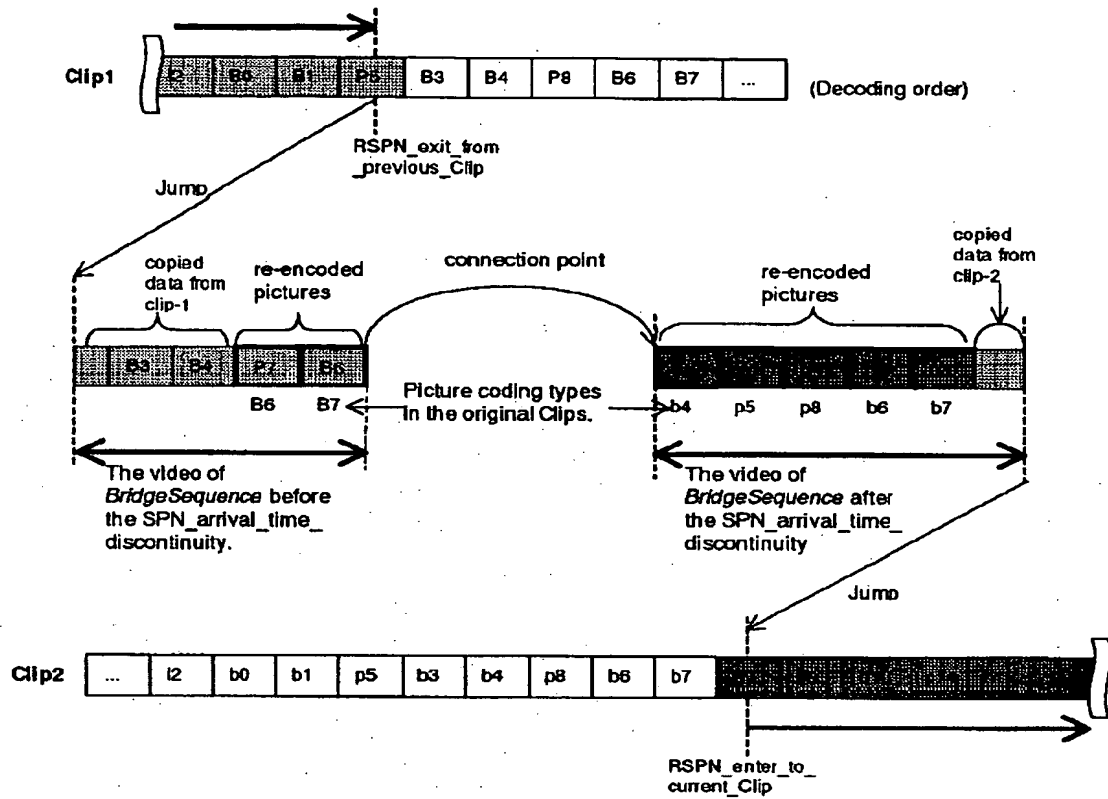 Clip1
I2 B0 B1 P5 B3 B4 P8 B6 B7 ...
(Decoding order)
RSPN_exit_from
_previous_Clip
Jump
copied
data from
clip-1
re-encoded
pictures
connection point
re-encoded
pictures
copied
data from
clip-2
B3 B4 P7
B6 B7
Picture coding types
in the original Clips.
b4 p5 p8 b6 b7
The video of
BridgeSequence before
the SPN_arrival_time_
discontinuity.
The video of
BridgeSequence after
the SPN_arrival_time_
discontinuity
Jump
Clip2
... I2 b0 b1 p5 b3 b4 p8 b6 b7
RSPN_enter_to_
current_Clip